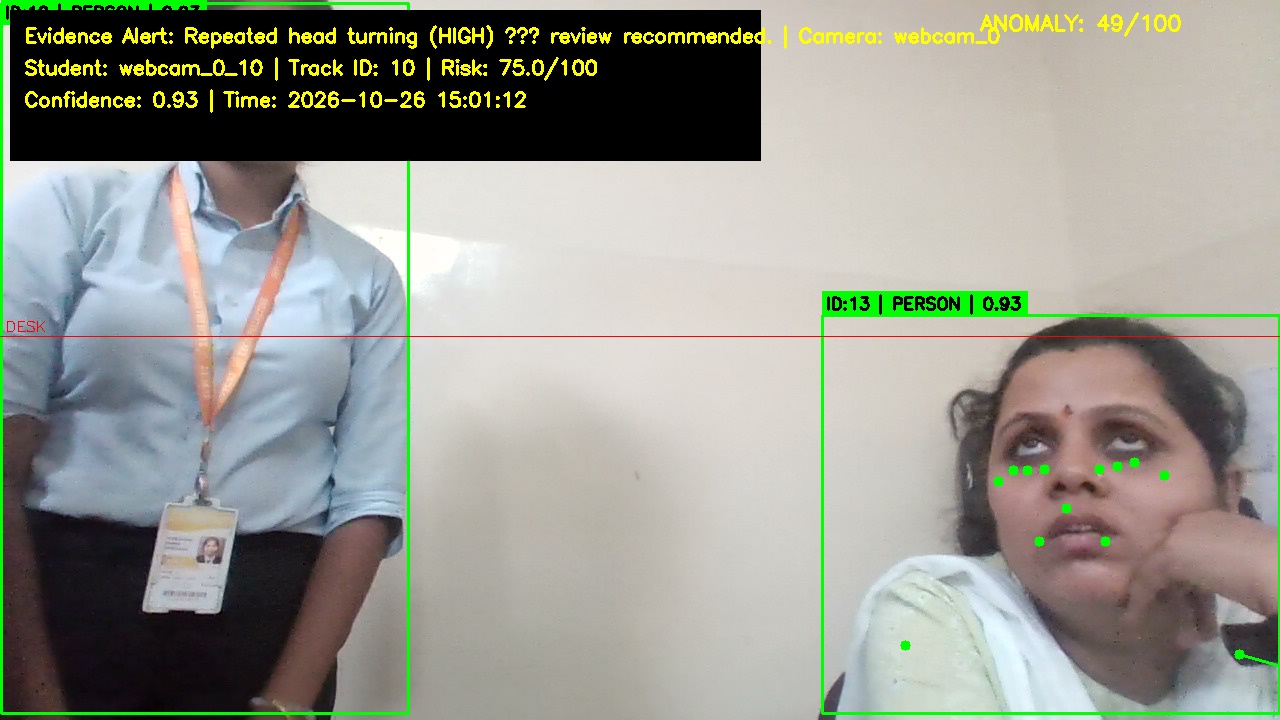 Evidence Alert: Repeated head turning (HIGH) ??? review recommended. | Camera: webcam_0
ANOMALY: 49/100
Student: webcam_0_10 | Track ID: 10 | Risk: 75.0/100
Confidence: 0.93 | Time: 2026-10-26 15:01:12
ID:13 | PERSON | 0.93
DESK